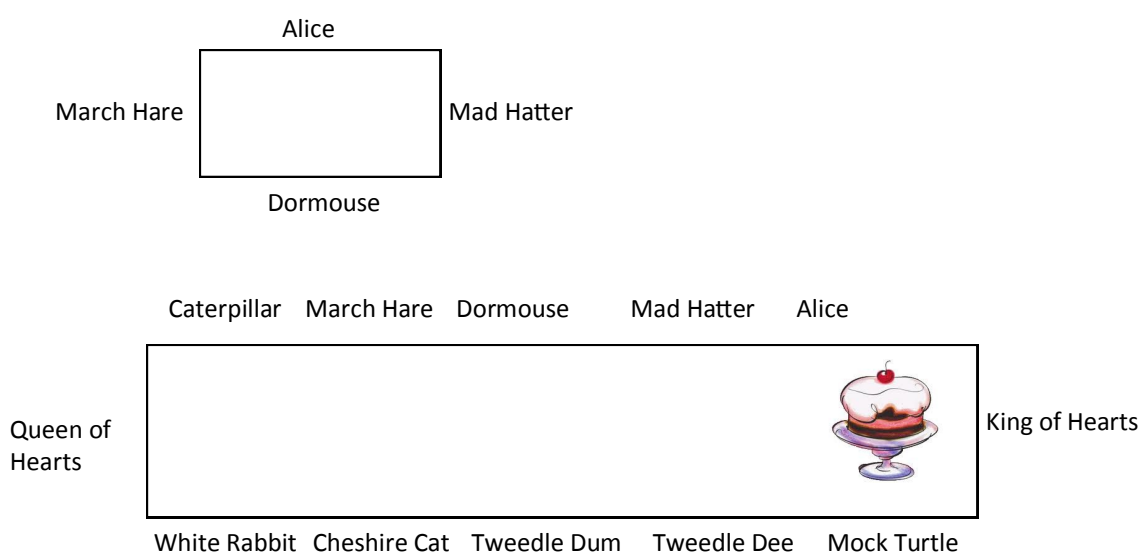 Alice
March Hare Mad Hatter
Dormouse
Caterpillar March Hare Dormouse Mad Hatter Alice
Queen of
Hearts
King of Hearts
White Rabbit Cheshire Cat Tweedle Dum Tweedle Dee Mock Turtle